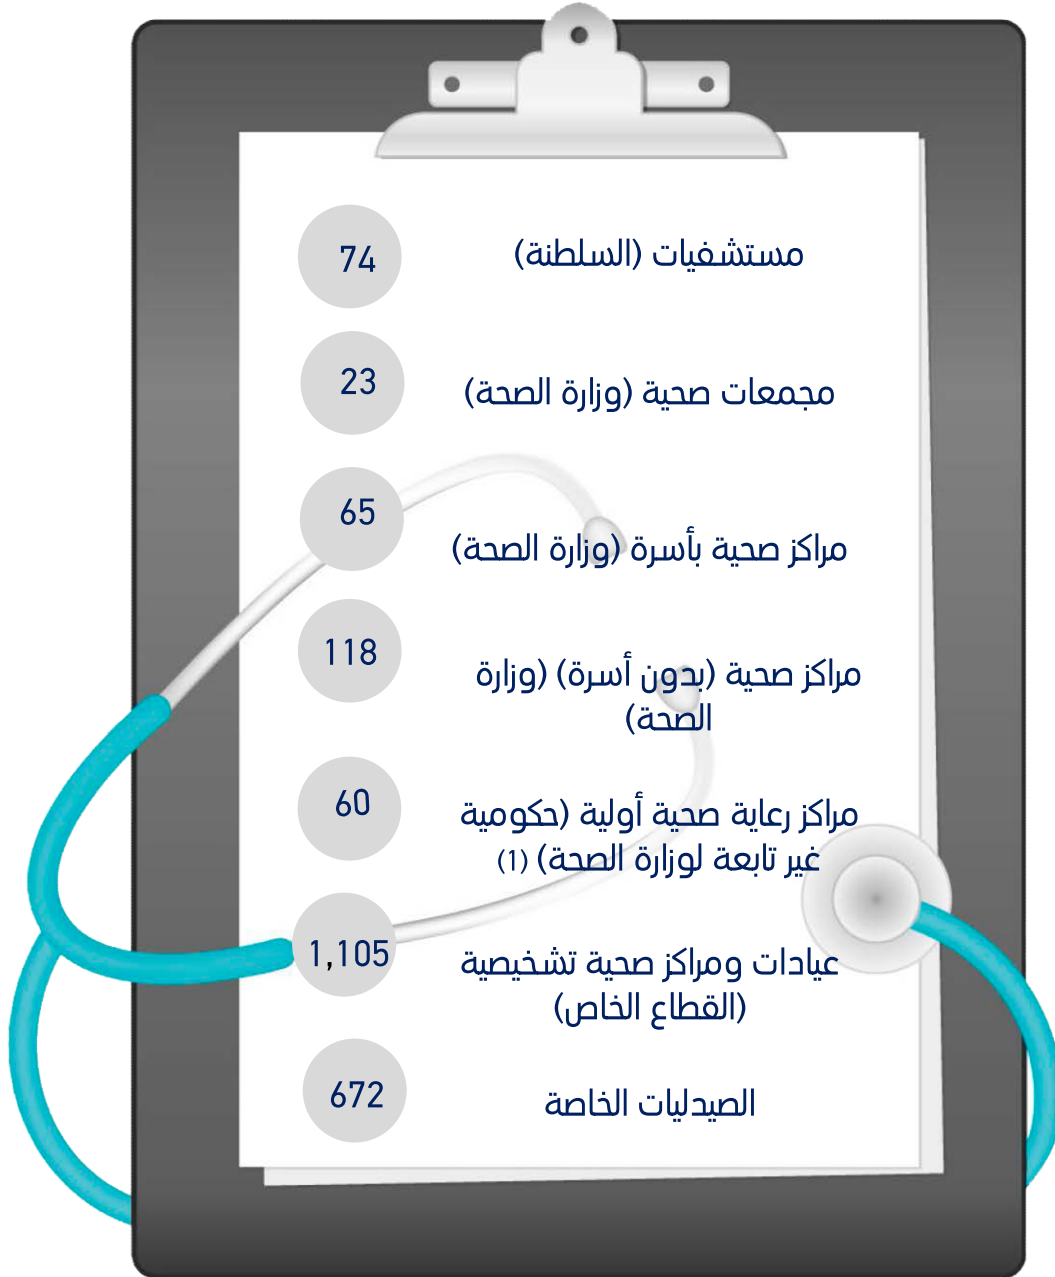 مستشفيات (السلطنة)
74
مجمعات صحية (وزارة الصحة)
23
مراكز صحية بأسرة (وزارة الصحة)
65
مراكز صحية (بدون أسرة) (وزارة
الصحة)
118
مراكز رعاية صحية أولية (حكومية
غير تابعة لوزارة الصحة) (1)
60
عيادات ومراكز صحية تشخيصية
(القطاع الخاص)
1,105
الصيدليات الخاصة
672